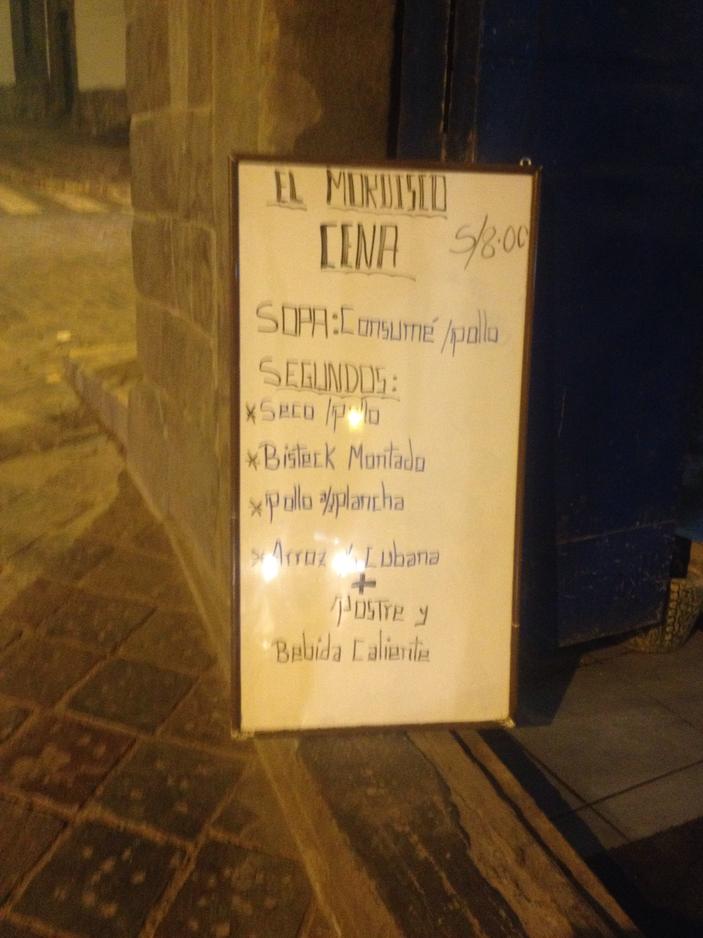 EL MORDISCO
CENA S/8.00
SOPA: Consumé /pollo
SEGUNDOS:
* Seco /pollo
* Bisteck Montado
* pollo a/plancha
* Arroz Cubana
+
postre y
Bebida Caliente